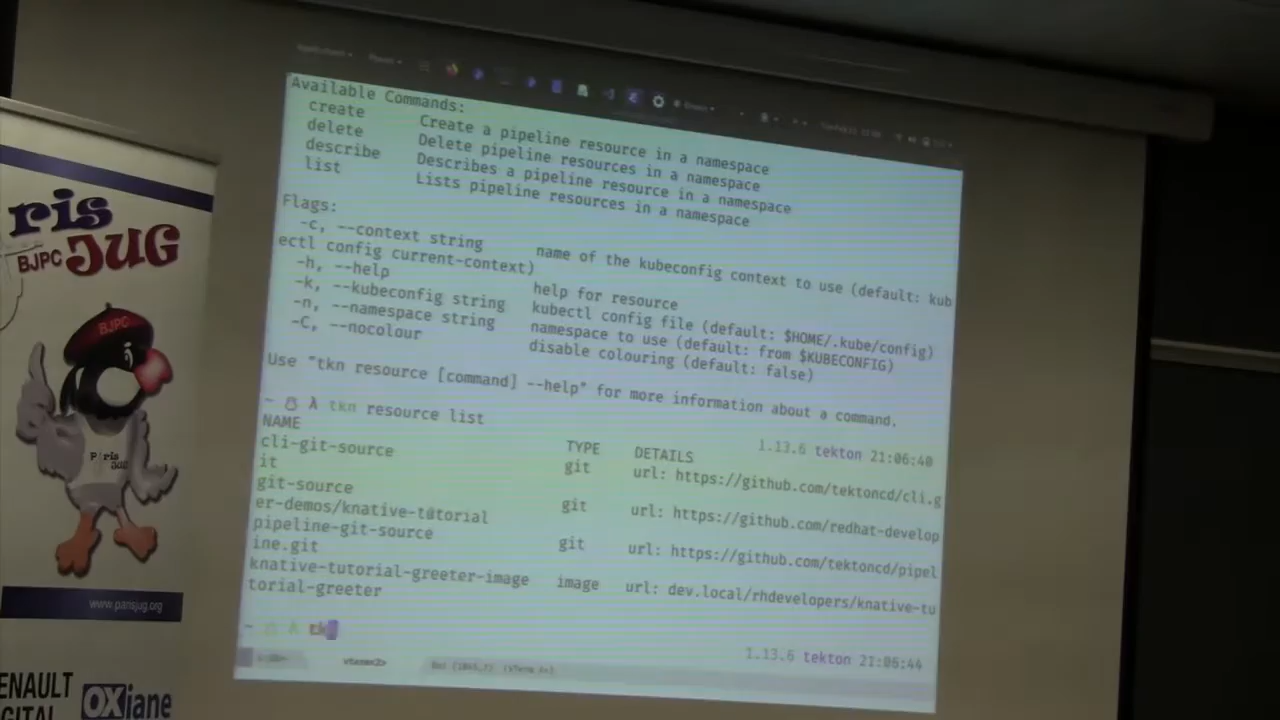 Available Commands:
create Create a pipeline resource in a namespace
delete Delete pipeline resources in a namespace
describe Describes a pipeline resource in a namespace
list Lists pipeline resources in a namespace
Flags:
-c, --context string name of the kubeconfig context to use (default: kub
ectl config current-context)
-h, --help help for resource
-k, --kubeconfig string kubectl config file (default: $HOME/.kube/config)
-n, --namespace string namespace to use (default: from $KUBECONFIG)
-C, --nocolour disable colouring (default: false)
Use "tkn resource [command] --help" for more information about a command.
~ λ tkn resource list 1.13.6 tekton 21:06:40
NAME TYPE DETAILS
cli-git-source git url: https://github.com/tektoncd/cli.g
it
git-source git url: https://github.com/redhat-develop
er-demos/knative-tutorial
pipeline-git-source git url: https://github.com/tektoncd/pipel
ine.git
knative-tutorial-greeter-image image url: dev.local/rhdevelopers/knative-tu
torial-greeter
~ λ tk 1.13.6 tekton 21:06:44
ris
BJPC JUG
BJPC
www.parisjug.org
ENAULT
GITAL
OXiane